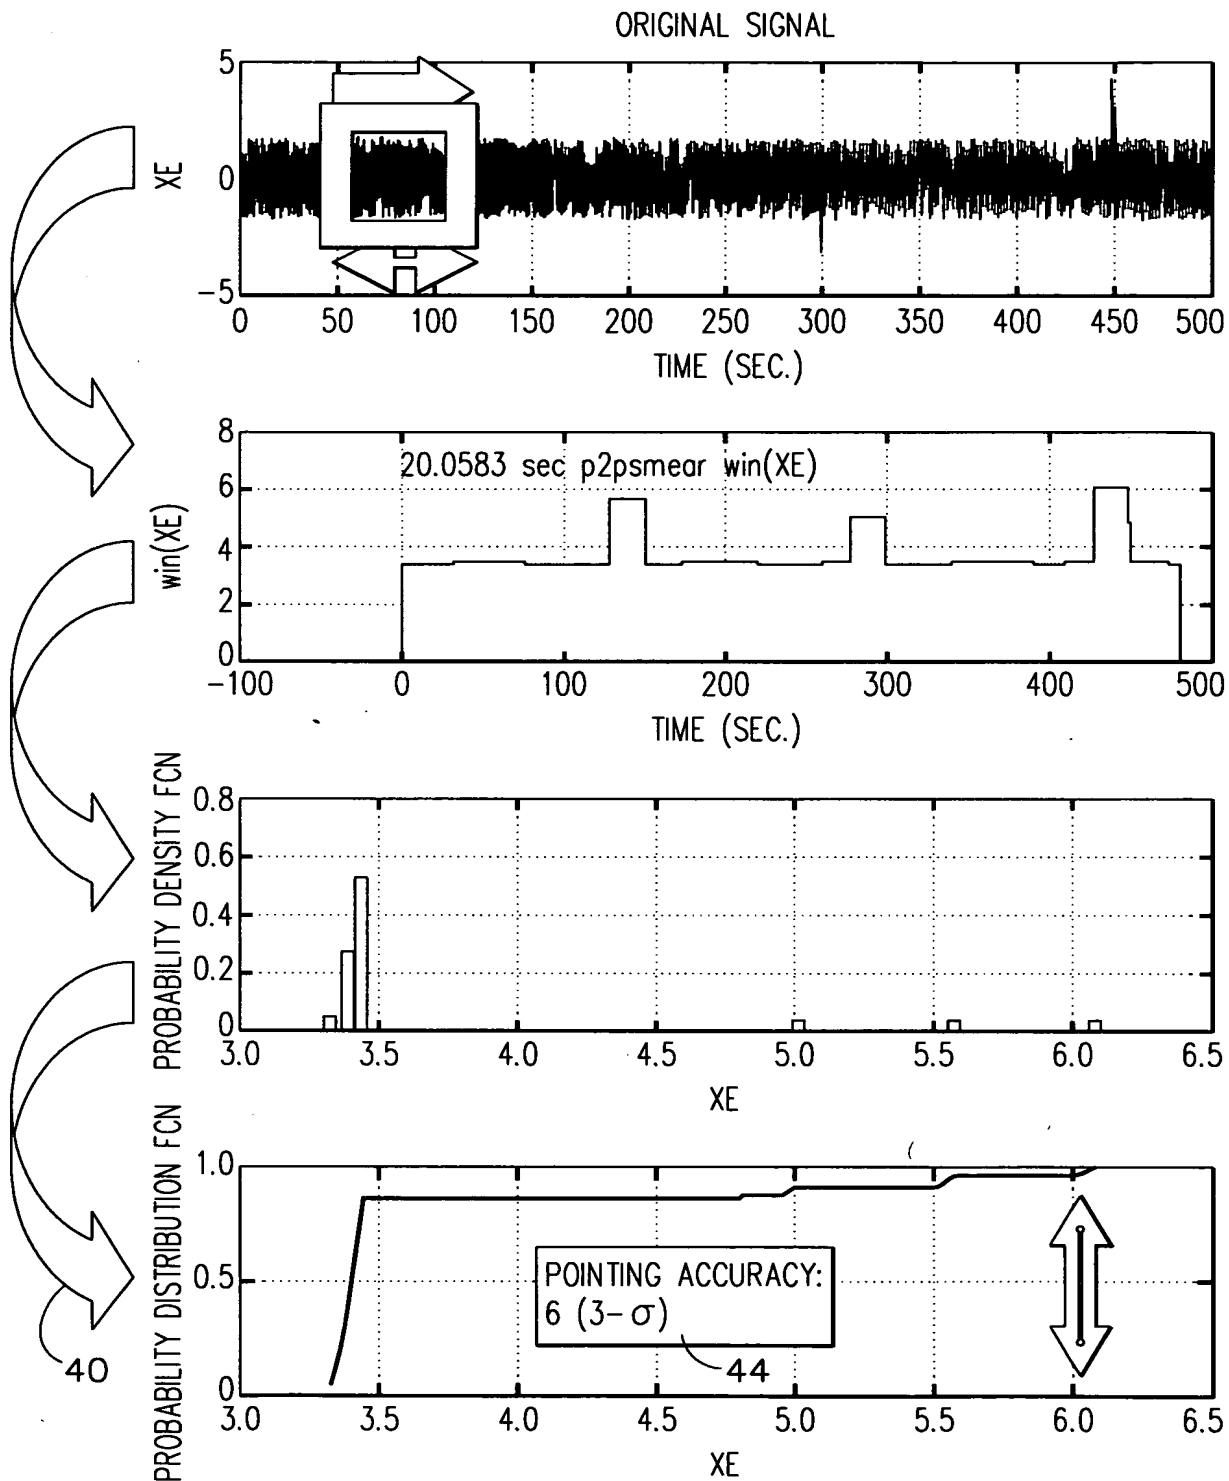 ORIGINAL SIGNAL
5
0
-5
XE
0 50 100 150 200 250 300 350 400 450 500
TIME (SEC.)
8
6
4
2
0
win(XE)
20.0583 sec p2psmear win(XE)
-100 0 100 200 300 400 500
TIME (SEC.)
0.8
0.6
0.4
0.2
0
PROBABILITY DENSITY FCN
3.0 3.5 4.0 4.5 5.0 5.5 6.0 6.5
XE
1.0
0.5
0
PROBABILITY DISTRIBUTION FCN
POINTING ACCURACY:
6 (3-σ)
44
40
3.0 3.5 4.0 4.5 5.0 5.5 6.0 6.5
XE